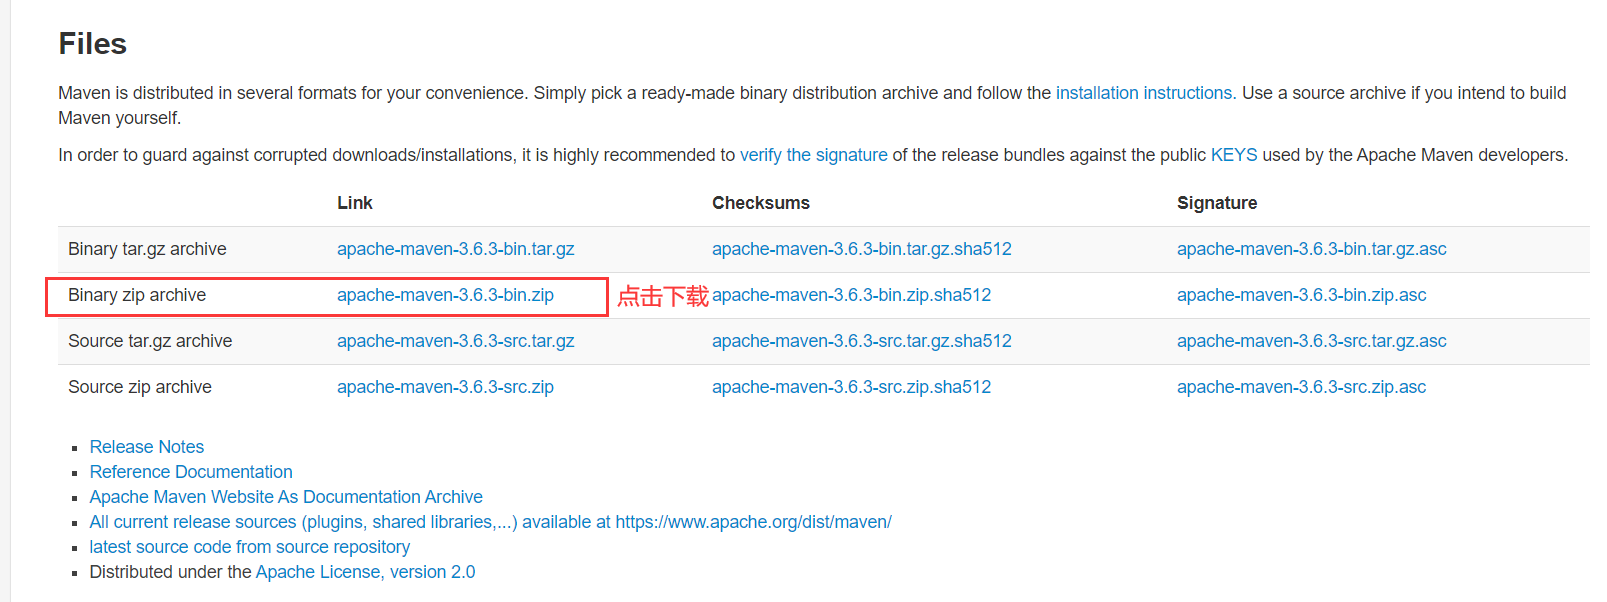 Files
Maven is distributed in several formats for your convenience. Simply pick a ready-made binary distribution archive and follow the installation instructions. Use a source archive if you intend to build
Maven yourself.
In order to guard against corrupted downloads/installations, it is highly recommended to verify the signature of the release bundles against the public KEYS used by the Apache Maven developers.
Link Checksums Signature
Binary tar.gz archive apache-maven-3.6.3-bin.tar.gz apache-maven-3.6.3-bin.tar.gz.sha512 apache-maven-3.6.3-bin.tar.gz.asc
Binary zip archive apache-maven-3.6.3-bin.zip 点击下载 apache-maven-3.6.3-bin.zip.sha512 apache-maven-3.6.3-bin.zip.asc
Source tar.gz archive apache-maven-3.6.3-src.tar.gz apache-maven-3.6.3-src.tar.gz.sha512 apache-maven-3.6.3-src.tar.gz.asc
Source zip archive apache-maven-3.6.3-src.zip apache-maven-3.6.3-src.zip.sha512 apache-maven-3.6.3-src.zip.asc
Release Notes
Reference Documentation
Apache Maven Website As Documentation Archive
All current release sources (plugins, shared libraries,...) available at https://www.apache.org/dist/maven/
latest source code from source repository
Distributed under the Apache License, version 2.0